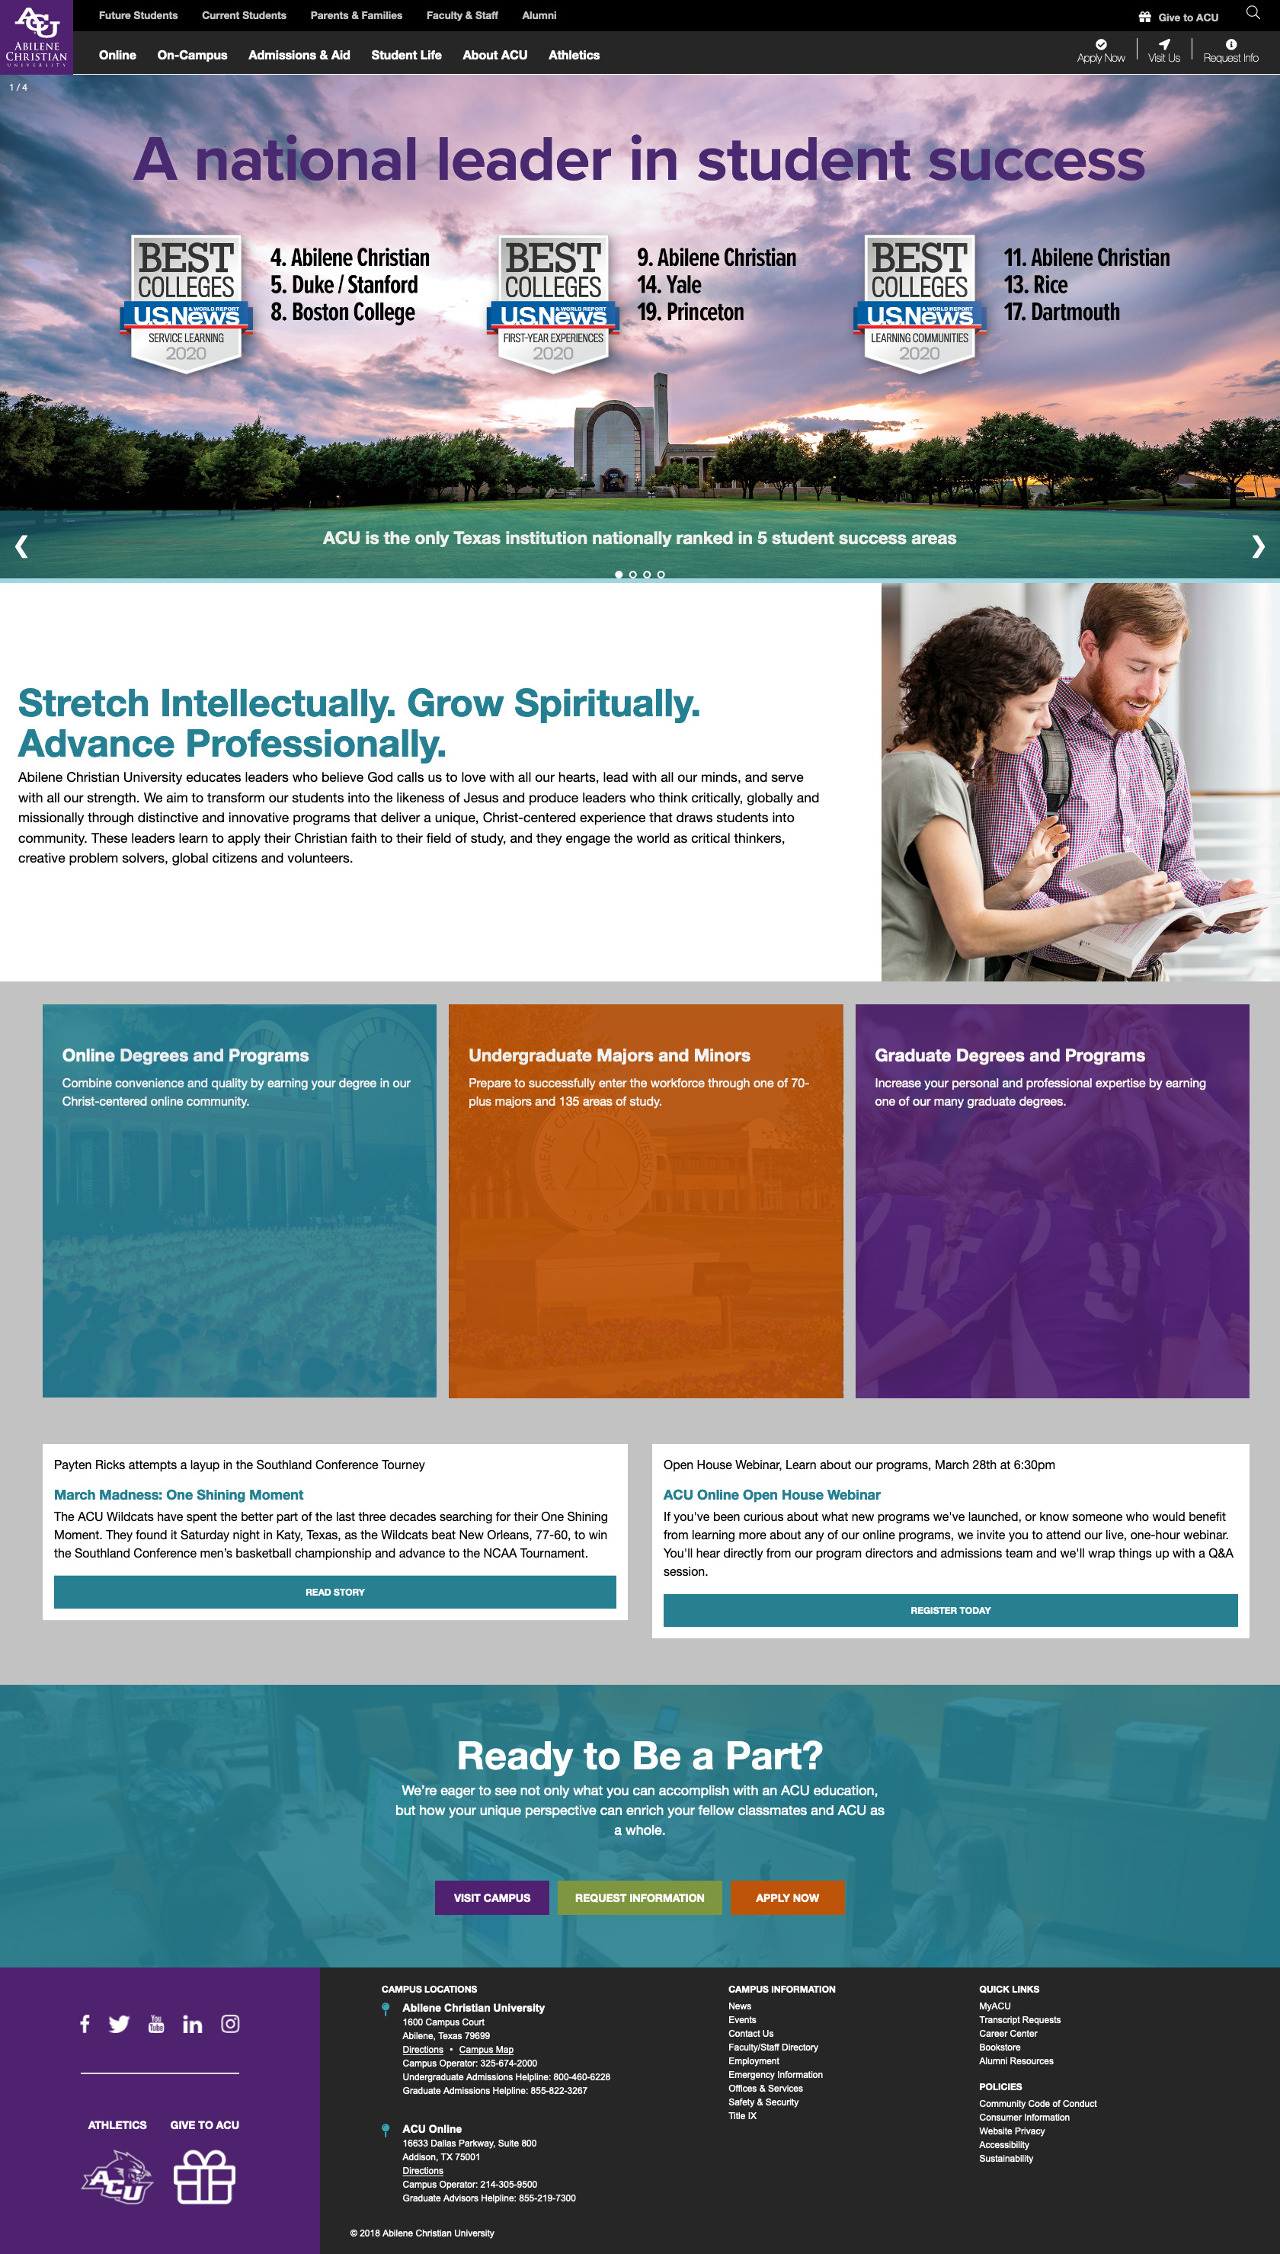 ACU
ABILENE
CHRISTIAN
UNIVERSITY
Future Students
Current Students
Parents & Families
Faculty & Staff
Alumni
Give to ACU
Online
On-Campus
Admissions & Aid
Student Life
About ACU
Athletics
Apply Now
Visit Us
Request Info
1 / 4
A national leader in student success
BEST
COLLEGES
U.S.News
& WORLD REPORT
SERVICE LEARNING
2020
4. Abilene Christian
5. Duke / Stanford
8. Boston College
BEST
COLLEGES
U.S.News
& WORLD REPORT
FIRST-YEAR EXPERIENCES
2020
9. Abilene Christian
14. Yale
19. Princeton
BEST
COLLEGES
U.S.News
& WORLD REPORT
LEARNING COMMUNITIES
2020
11. Abilene Christian
13. Rice
17. Dartmouth
ACU is the only Texas institution nationally ranked in 5 student success areas
Stretch Intellectually. Grow Spiritually.
Advance Professionally.
Abilene Christian University educates leaders who believe God calls us to love with all our hearts, lead with all our minds, and serve
with all our strength. We aim to transform our students into the likeness of Jesus and produce leaders who think critically, globally and
missionally through distinctive and innovative programs that deliver a unique, Christ-centered experience that draws students into
community. These leaders learn to apply their Christian faith to their field of study, and they engage the world as critical thinkers,
creative problem solvers, global citizens and volunteers.
Online Degrees and Programs
Combine convenience and quality by earning your degree in our
Christ-centered online community.
Undergraduate Majors and Minors
Prepare to successfully enter the workforce through one of 70-
plus majors and 135 areas of study.
ABILENE CHRISTIAN UNIVERSITY
1906
Graduate Degrees and Programs
Increase your personal and professional expertise by earning
one of our many graduate degrees.
Payten Ricks attempts a layup in the Southland Conference Tourney
March Madness: One Shining Moment
The ACU Wildcats have spent the better part of the last three decades searching for their One Shining
Moment. They found it Saturday night in Katy, Texas, as the Wildcats beat New Orleans, 77-60, to win
the Southland Conference men's basketball championship and advance to the NCAA Tournament.
READ STORY
Open House Webinar, Learn about our programs, March 28th at 6:30pm
ACU Online Open House Webinar
If you've been curious about what new programs we've launched, or know someone who would benefit
from learning more about any of our online programs, we invite you to attend our live, one-hour webinar.
You'll hear directly from our program directors and admissions team and we'll wrap things up with a Q&A
session.
REGISTER TODAY
Ready to Be a Part?
We're eager to see not only what you can accomplish with an ACU education,
but how your unique perspective can enrich your fellow classmates and ACU as
a whole.
VISIT CAMPUS
REQUEST INFORMATION
APPLY NOW
You
Tube
ATHLETICS
GIVE TO ACU
ACU
CAMPUS LOCATIONS
Abilene Christian University
1600 Campus Court
Abilene, Texas 79699
Directions • Campus Map
Campus Operator: 325-674-2000
Undergraduate Admissions Helpline: 800-460-6228
Graduate Admissions Helpline: 855-822-3267
ACU Online
16633 Dallas Parkway, Suite 800
Addison, TX 75001
Directions
Campus Operator: 214-305-9500
Graduate Advisors Helpline: 855-219-7300
CAMPUS INFORMATION
News
Events
Contact Us
Faculty/Staff Directory
Employment
Emergency Information
Offices & Services
Safety & Security
Title IX
QUICK LINKS
MyACU
Transcript Requests
Career Center
Bookstore
Alumni Resources
POLICIES
Community Code of Conduct
Consumer Information
Website Privacy
Accessibility
Sustainability
© 2018 Abilene Christian University